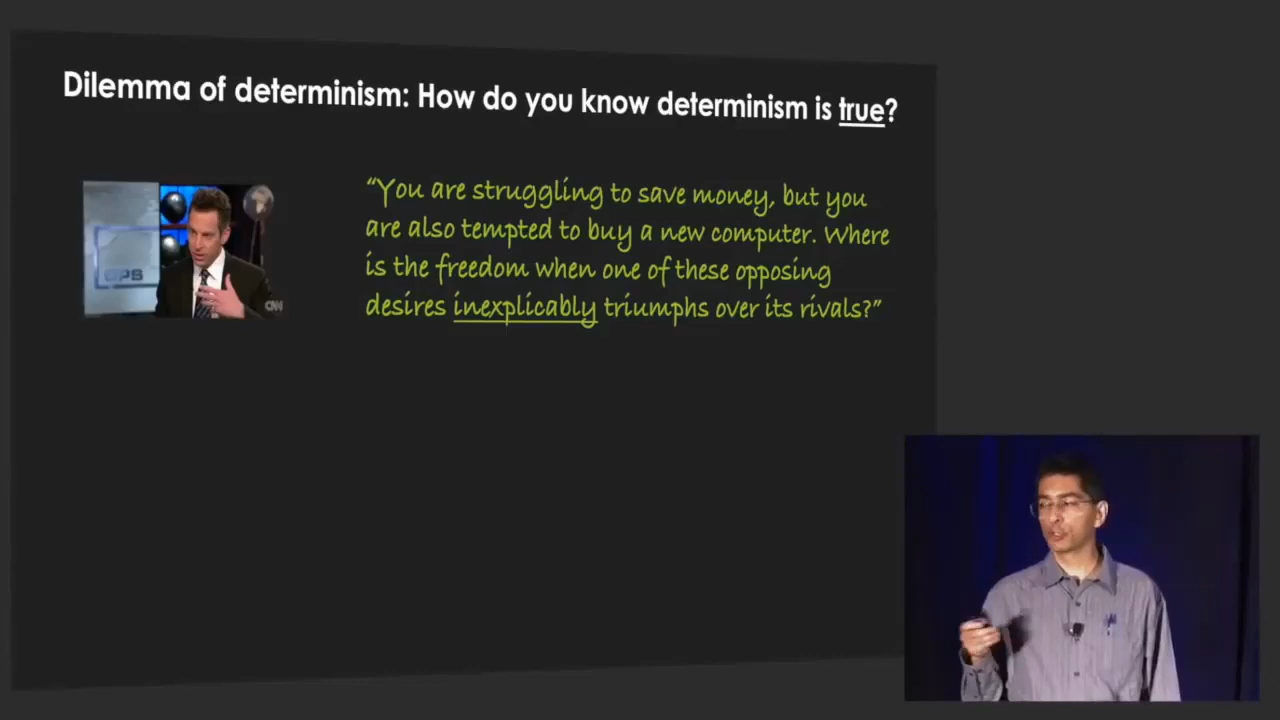 Dilemma of determinism: How do you know determinism is true?
“You are struggling to save money, but you
are also tempted to buy a new computer. Where
is the freedom when one of these opposing
desires inexplicably triumphs over its rivals?”
GPS
CNN